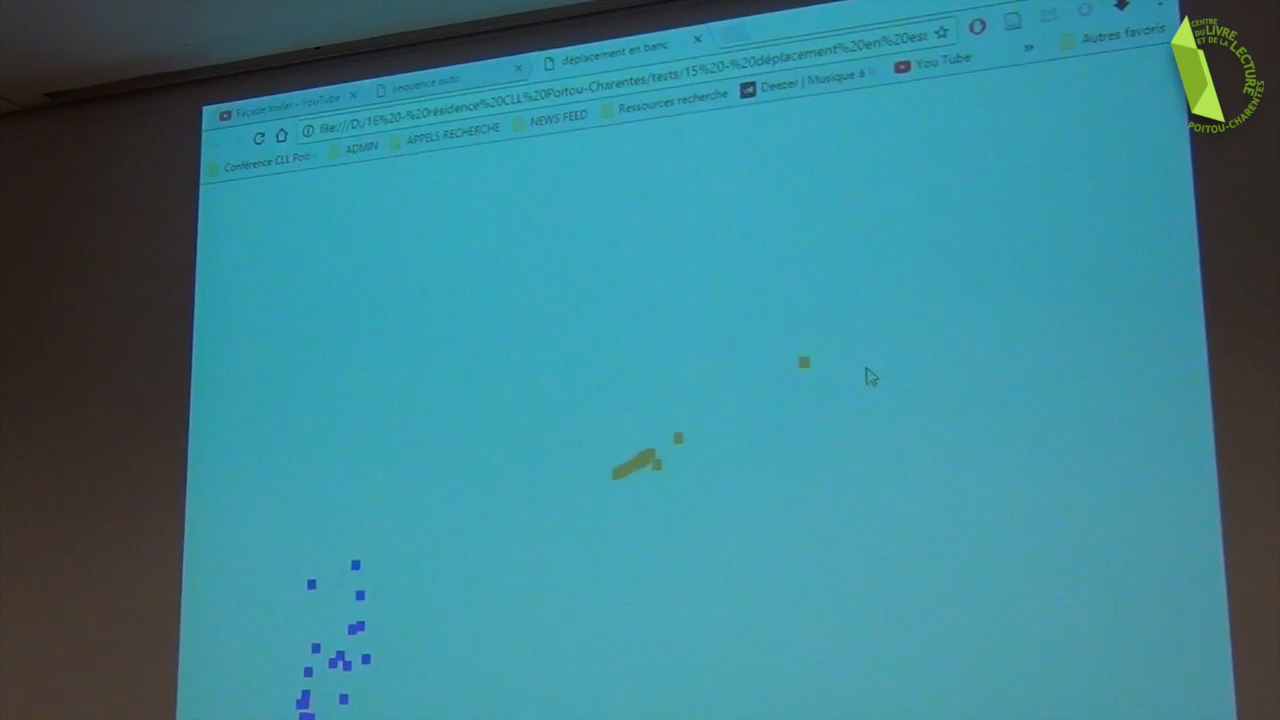 Façade trailer - YouTube
séquence auto
déplacement en banc
file:///D:/16%20-%20résidence%20CLL%20Poitou-Charentes/tests/15%20-%20déplacement%20en%20es
Autres favoris
Conférence CLL Poit
ADMIN
APPELS RECHERCHE
NEWS FEED
Ressources recherche
Deezer | Musique à l
You Tube
CENTRE
DU LIVRE
ET DE LA
LECTURE
POITOU-CHARENTES